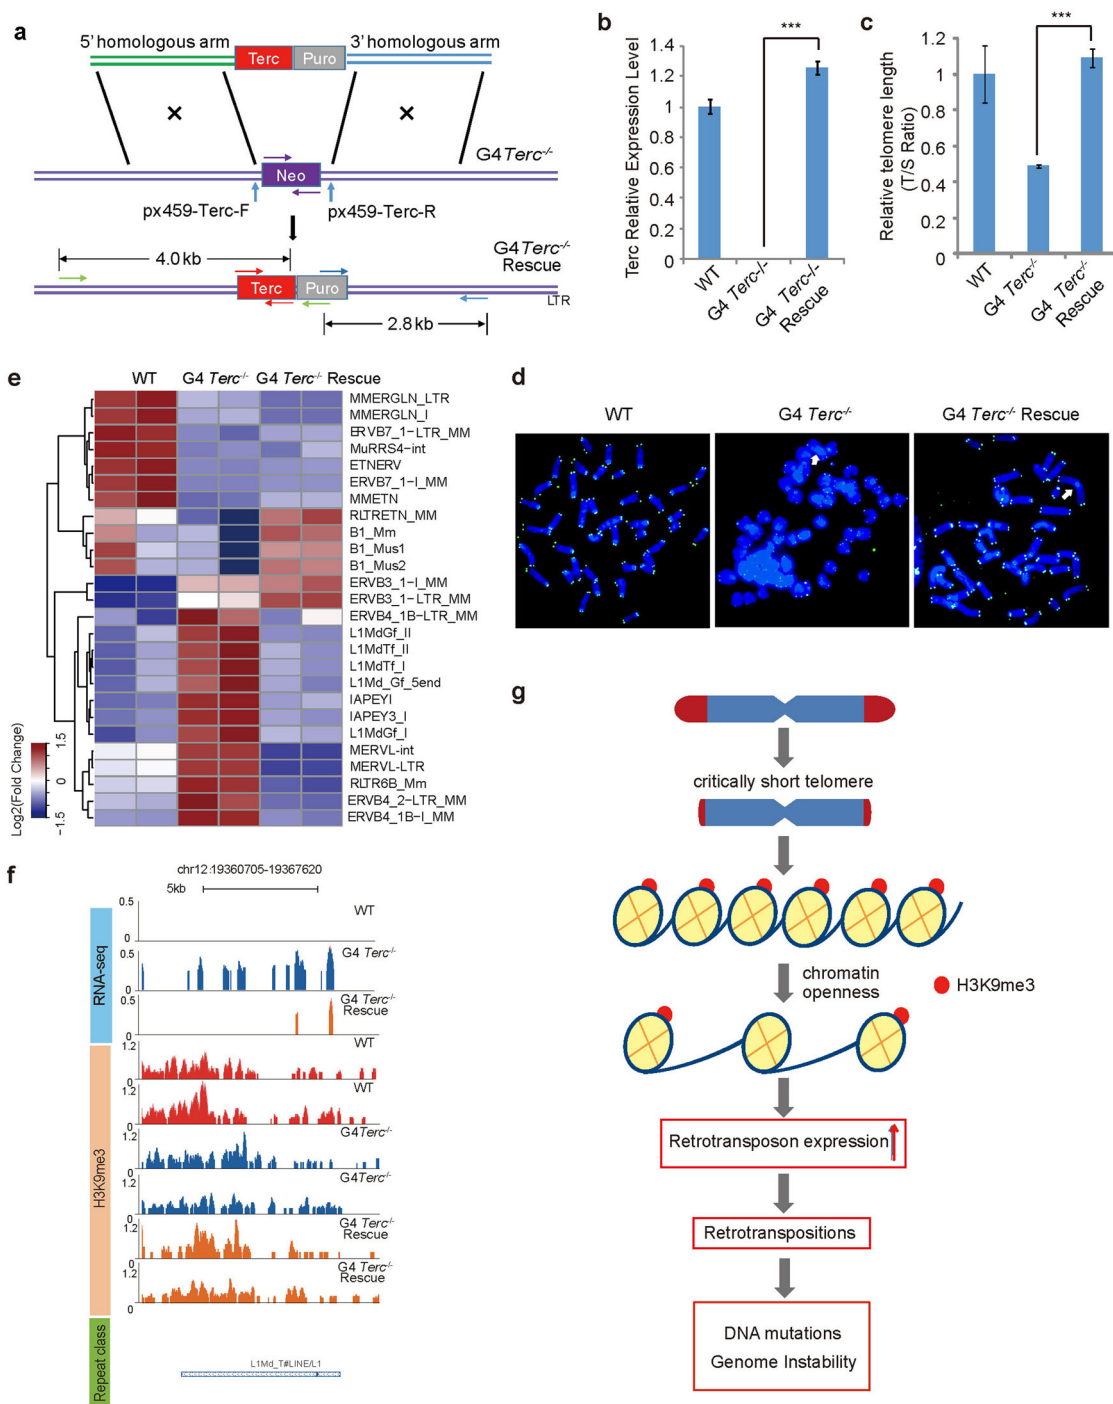 a
5' homologous arm
3' homologous arm
Terc
Puro
G4 Terc-/-
Neo
px459-Terc-F
px459-Terc-R
4.0 kb
G4 Terc-/-
Rescue
Terc
Puro
LTR
2.8 kb
b
***
Terc Relative Expression Level
1.4
1.2
1
0.8
0.6
0.4
0.2
0
WT
G4 Terc-/-
G4 Terc-/-
Rescue
c
***
Relative telomere length
(T/S Ratio)
1.2
1
0.8
0.6
0.4
0.2
0
WT
G4 Terc-/-
G4 Terc-/-
Rescue
e
WT
G4 Terc-/-
G4 Terc-/- Rescue
MMERGLN_LTR
MMERGLN_I
ERVB7_1-LTR_MM
MuRRS4-int
ETNERV
ERVB7_1-I_MM
MMETN
RLTRETN_MM
B1_Mm
B1_Mus1
B1_Mus2
ERVB3_1-I_MM
ERVB3_1-LTR_MM
ERVB4_1B-LTR_MM
L1MdGf_II
L1MdTf_II
L1MdTf_I
L1Md_Gf_5end
IAPEYI
IAPEY3_I
L1MdGf_I
MERVL-int
MERVL-LTR
RLTR6B_Mm
ERVB4_2-LTR_MM
ERVB4_1B-I_MM
Log2(Fold Change)
1.5
0
-1.5
d
WT
G4 Terc-/-
G4 Terc-/- Rescue
f
chr12:19360705-19367620
5kb
RNA-seq
0.5
0
WT
0.5
0
G4 Terc-/-
0.5
0
G4 Terc-/-
Rescue
H3K9me3
1.2
0
WT
1.2
0
WT
1.2
0
G4Terc-/-
1.2
0
G4Terc-/-
1.2
0
G4 Terc-/-
Rescue
1.2
0
G4 Terc-/-
Rescue
Repeat class
L1Md_T#LINE/L1
g
critically short telomere
chromatin
openness
H3K9me3
Retrotransposon expression
Retrotranspositions
DNA mutations
Genome Instability